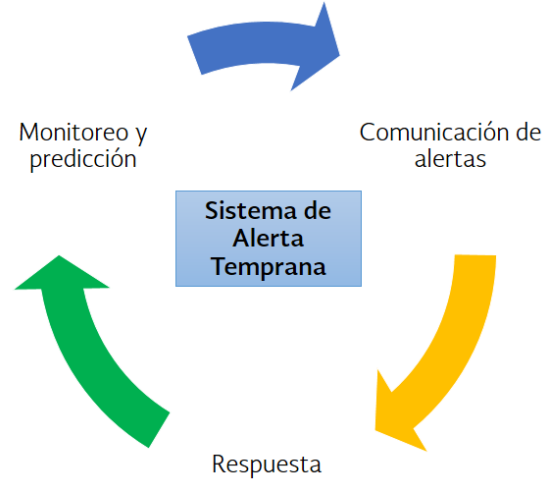 Monitoreo y
predicción
Comunicación de
alertas
Sistema de
Alerta
Temprana
Respuesta